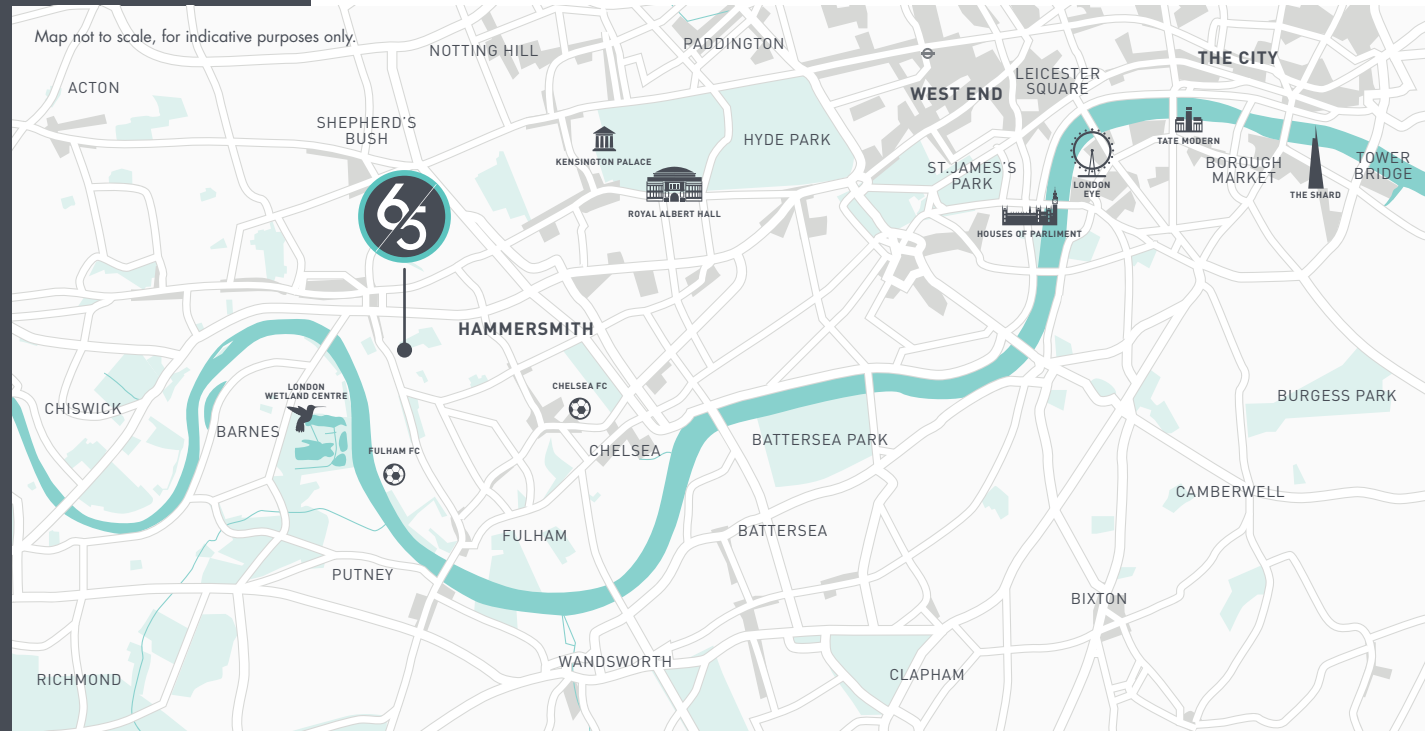 Map not to scale, for indicative purposes only.
NOTTING HILL
PADDINGTON
THE CITY
ACTON
LEICESTER
SQUARE
WEST END
SHEPHERD'S
BUSH
HYDE PARK
KENSINGTON PALACE
ROYAL ALBERT HALL
ST.JAMES'S
PARK
LONDON
EYE
TATE MODERN
BOROUGH
MARKET
THE SHARD
TOWER
BRIDGE
HOUSES OF PARLIMENT
65
HAMMERSMITH
LONDON
WETLAND CENTRE
CHELSEA FC
CHISWICK
BARNES
BURGESS PARK
FULHAM FC
CHELSEA
BATTERSEA PARK
CAMBERWELL
FULHAM
BATTERSEA
PUTNEY
BIXTON
WANDSWORTH
RICHMOND
CLAPHAM